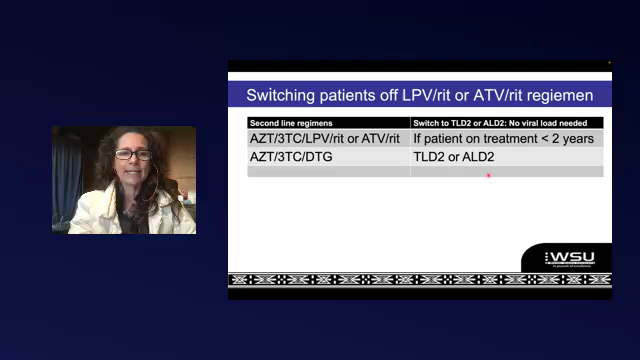 Switching patients off LPV/rit or ATV/rit regiemen
Second line regimens
Switch to TLD2 or ALD2: No viral load needed
AZT/3TC/LPV/rit or ATV/rit
If patient on treatment < 2 years
AZT/3TC/DTG
TLD2 or ALD2
WSU